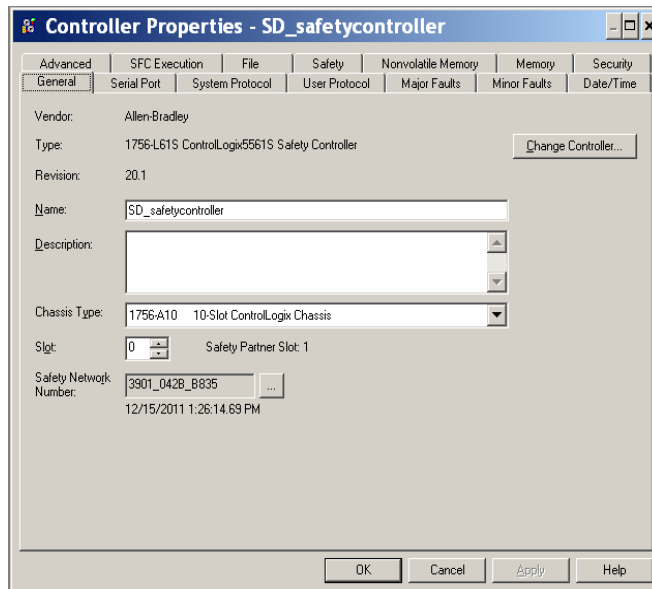 Controller Properties - SD_safetycontroller
Advanced SFC Execution File Safety Nonvolatile Memory Memory Security
General Serial Port System Protocol User Protocol Major Faults Minor Faults Date/Time
Vendor: Allen-Bradley
Type: 1756-L61S ControlLogix5561S Safety Controller Change Controller...
Revision: 20.1
Name: SD_safetycontroller
Description:
Chassis Type: 1756-A10 10-Slot ControlLogix Chassis
Slot: 0 Safety Partner Slot: 1
Safety Network
Number: 3901_042B_B835 ...
12/15/2011 1:26:14.69 PM
OK Cancel Apply Help